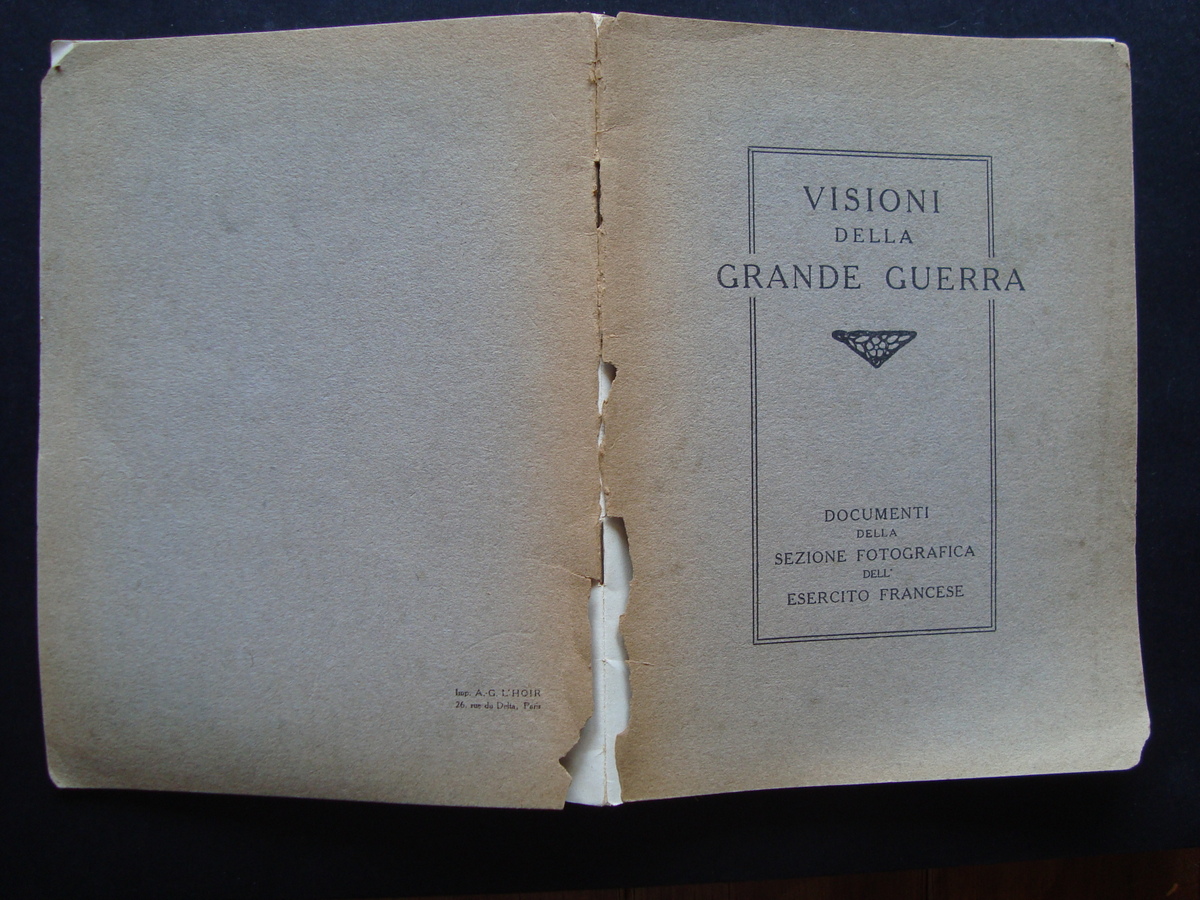 VISIONI
DELLA
GRANDE GUERRA
DOCUMENTI
DELLA
SEZIONE FOTOGRAFICA
DELL'
ESERCITO FRANCESE
Imp. A.-G. L'HOIR
26, rue du Delta, Paris